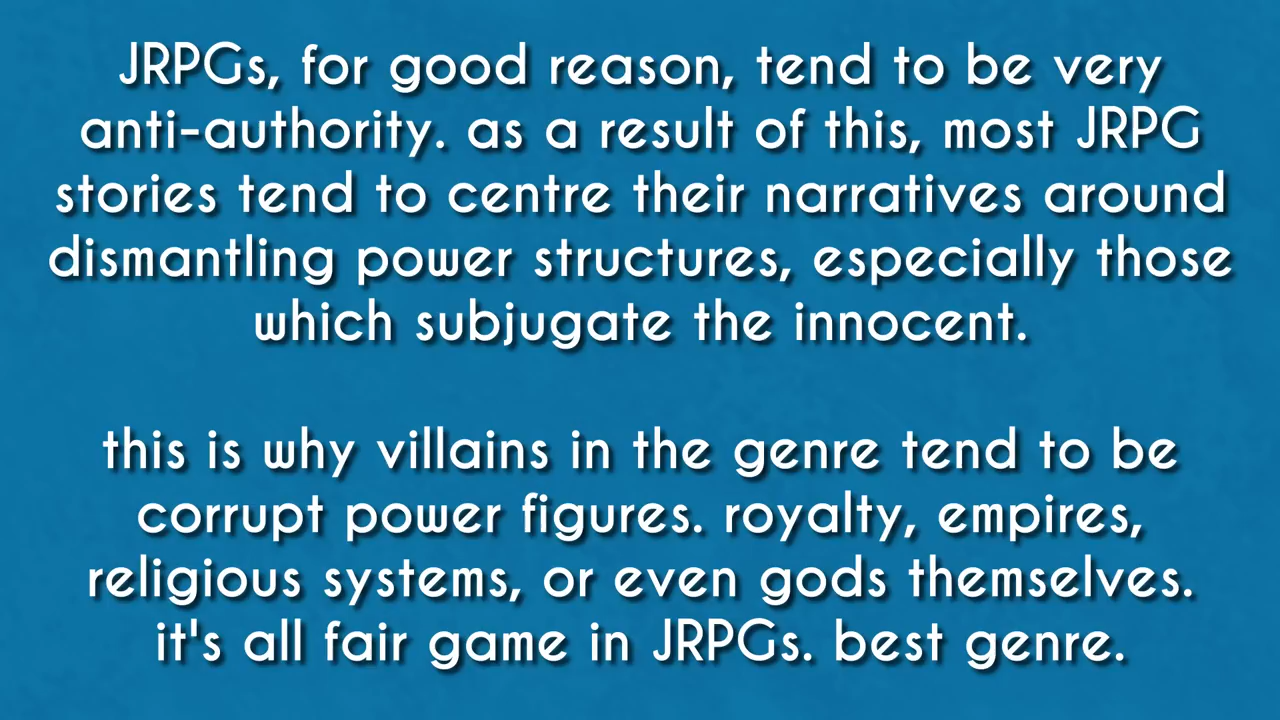 JRPGs, for good reason, tend to be very
anti-authority. as a result of this, most JRPG
stories tend to centre their narratives around
dismantling power structures, especially those
which subjugate the innocent.
this is why villains in the genre tend to be
corrupt power figures. royalty, empires,
religious systems, or even gods themselves.
it's all fair game in JRPGs. best genre.